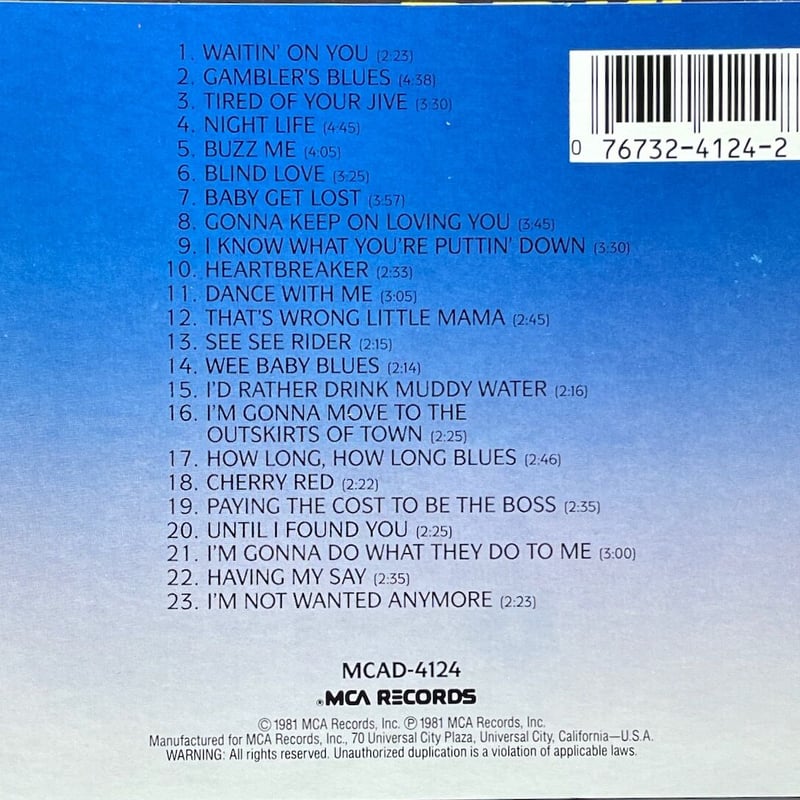 1. WAITIN' ON YOU (2:23)
2. GAMBLER'S BLUES (4:38)
3. TIRED OF YOUR JIVE (3:30)
4. NIGHT LIFE (4:45)
5. BUZZ ME (4:05)
6. BLIND LOVE (3:25)
7. BABY GET LOST (3:57)
8. GONNA KEEP ON LOVING YOU (3:45)
9. I KNOW WHAT YOU'RE PUTTIN' DOWN (3:30)
10. HEARTBREAKER (2:33)
11. DANCE WITH ME (3:05)
12. THAT'S WRONG LITTLE MAMA (2:45)
13. SEE SEE RIDER (2:15)
14. WEE BABY BLUES (2:14)
15. I'D RATHER DRINK MUDDY WATER (2:16)
16. I'M GONNA MOVE TO THE
OUTSKIRTS OF TOWN (2:25)
17. HOW LONG, HOW LONG BLUES (2:46)
18. CHERRY RED (2:22)
19. PAYING THE COST TO BE THE BOSS (2:35)
20. UNTIL I FOUND YOU (2:25)
21. I'M GONNA DO WHAT THEY DO TO ME (3:00)
22. HAVING MY SAY (2:35)
23. I'M NOT WANTED ANYMORE (2:23)
0 76732-4124-2
MCAD-4124
MCA RECORDS
© 1981 MCA Records, Inc. ℗ 1981 MCA Records, Inc.
Manufactured for MCA Records, Inc., 70 Universal City Plaza, Universal City, California—U.S.A.
WARNING: All rights reserved. Unauthorized duplication is a violation of applicable laws.